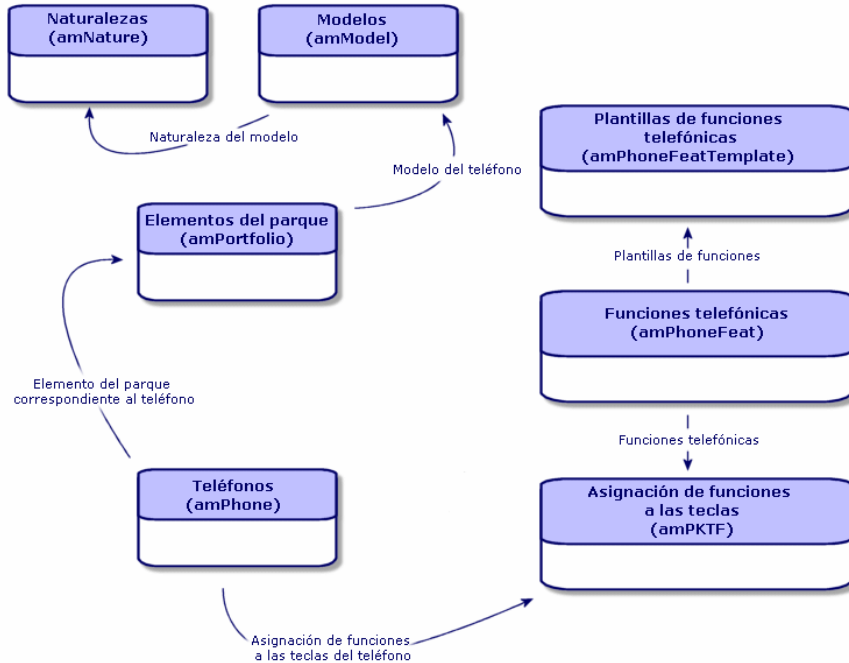 Naturalezas
(amNature)
Modelos
(amModel)
Naturaleza del modelo
Modelo del teléfono
Plantillas de funciones
telefónicas
(amPhoneFeatTemplate)
Elementos del parque
(amPortfolio)
Plantillas de funciones
Funciones telefónicas
(amPhoneFeat)
Elemento del parque
correspondiente al teléfono
Funciones telefónicas
Teléfonos
(amPhone)
Asignación de funciones
a las teclas
(amPKTF)
Asignación de funciones
a las teclas del teléfono